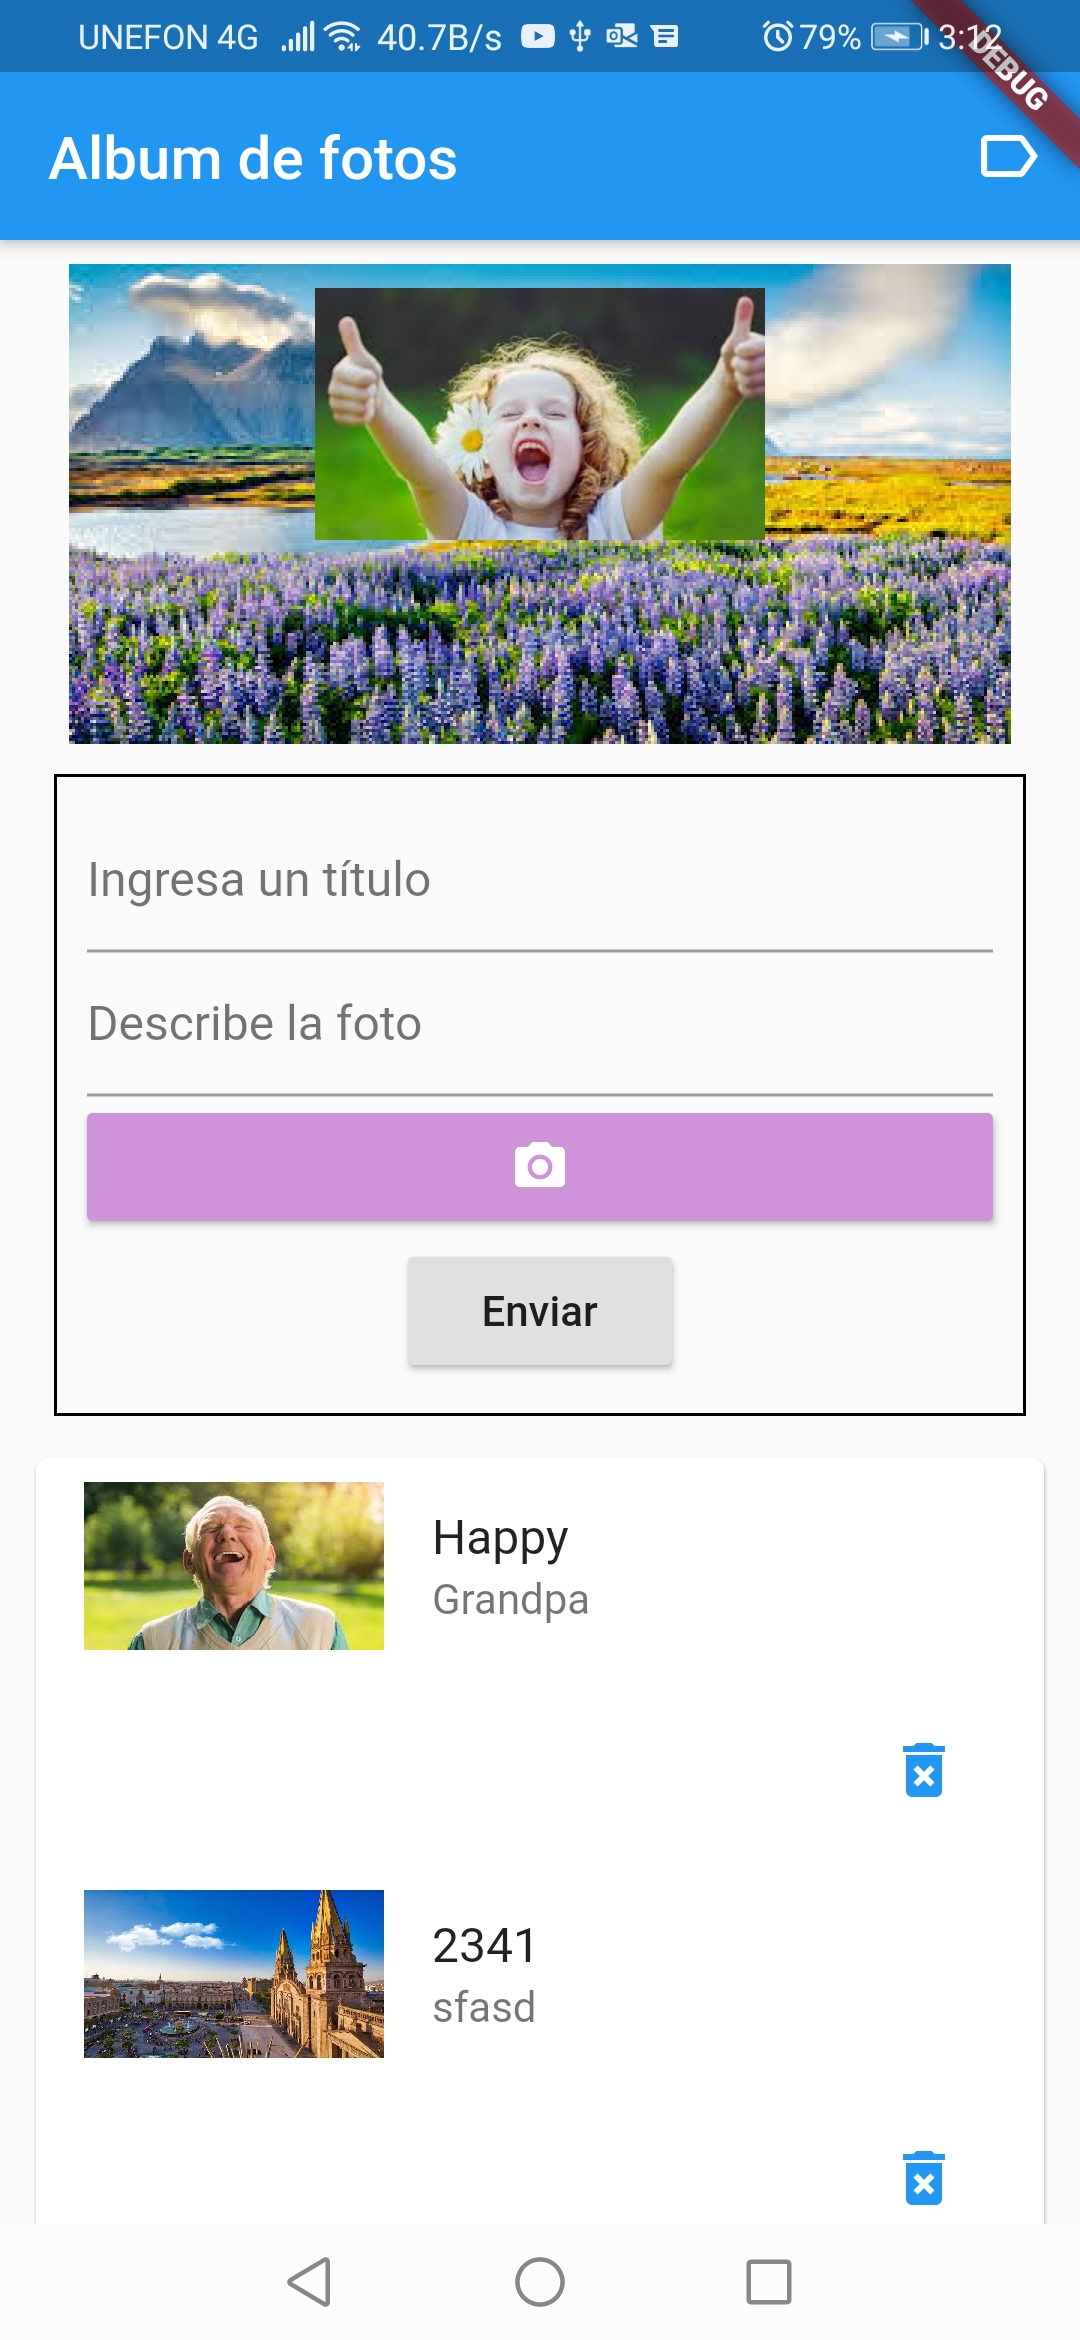 UNEFON 4G 40.7B/s 79% 3:12
DEBUG
Album de fotos
Ingresa un título
Describe la foto
Enviar
Happy
Grandpa
2341
sfasd